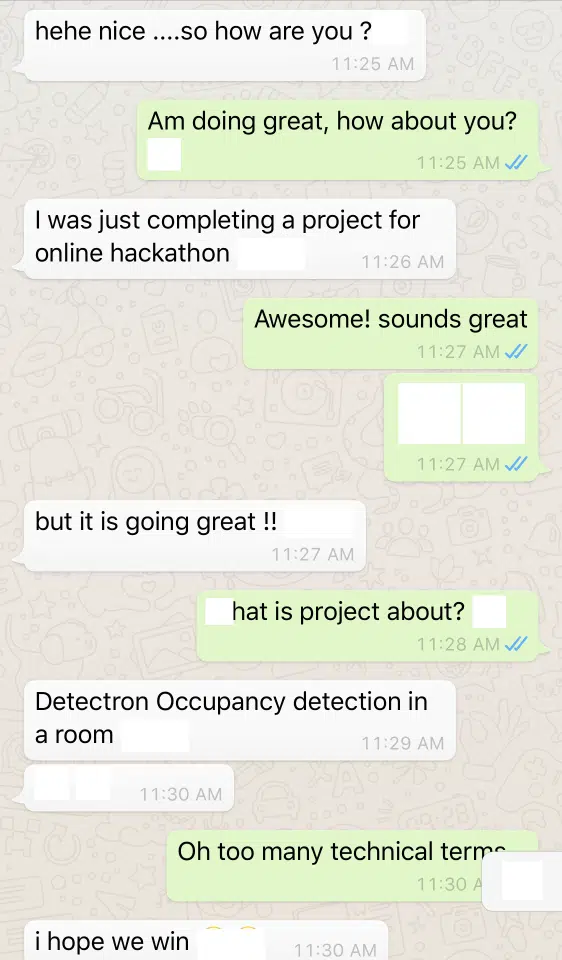 hehe nice ....so how are you ?
11:25 AM
Am doing great, how about you?
11:25 AM
I was just completing a project for
online hackathon
11:26 AM
Awesome! sounds great
11:27 AM
11:27 AM
but it is going great !!
11:27 AM
hat is project about?
11:28 AM
Detectron Occupancy detection in
a room
11:29 AM
11:30 AM
Oh too many technical terms
11:30 A
i hope we win
11:30 AM